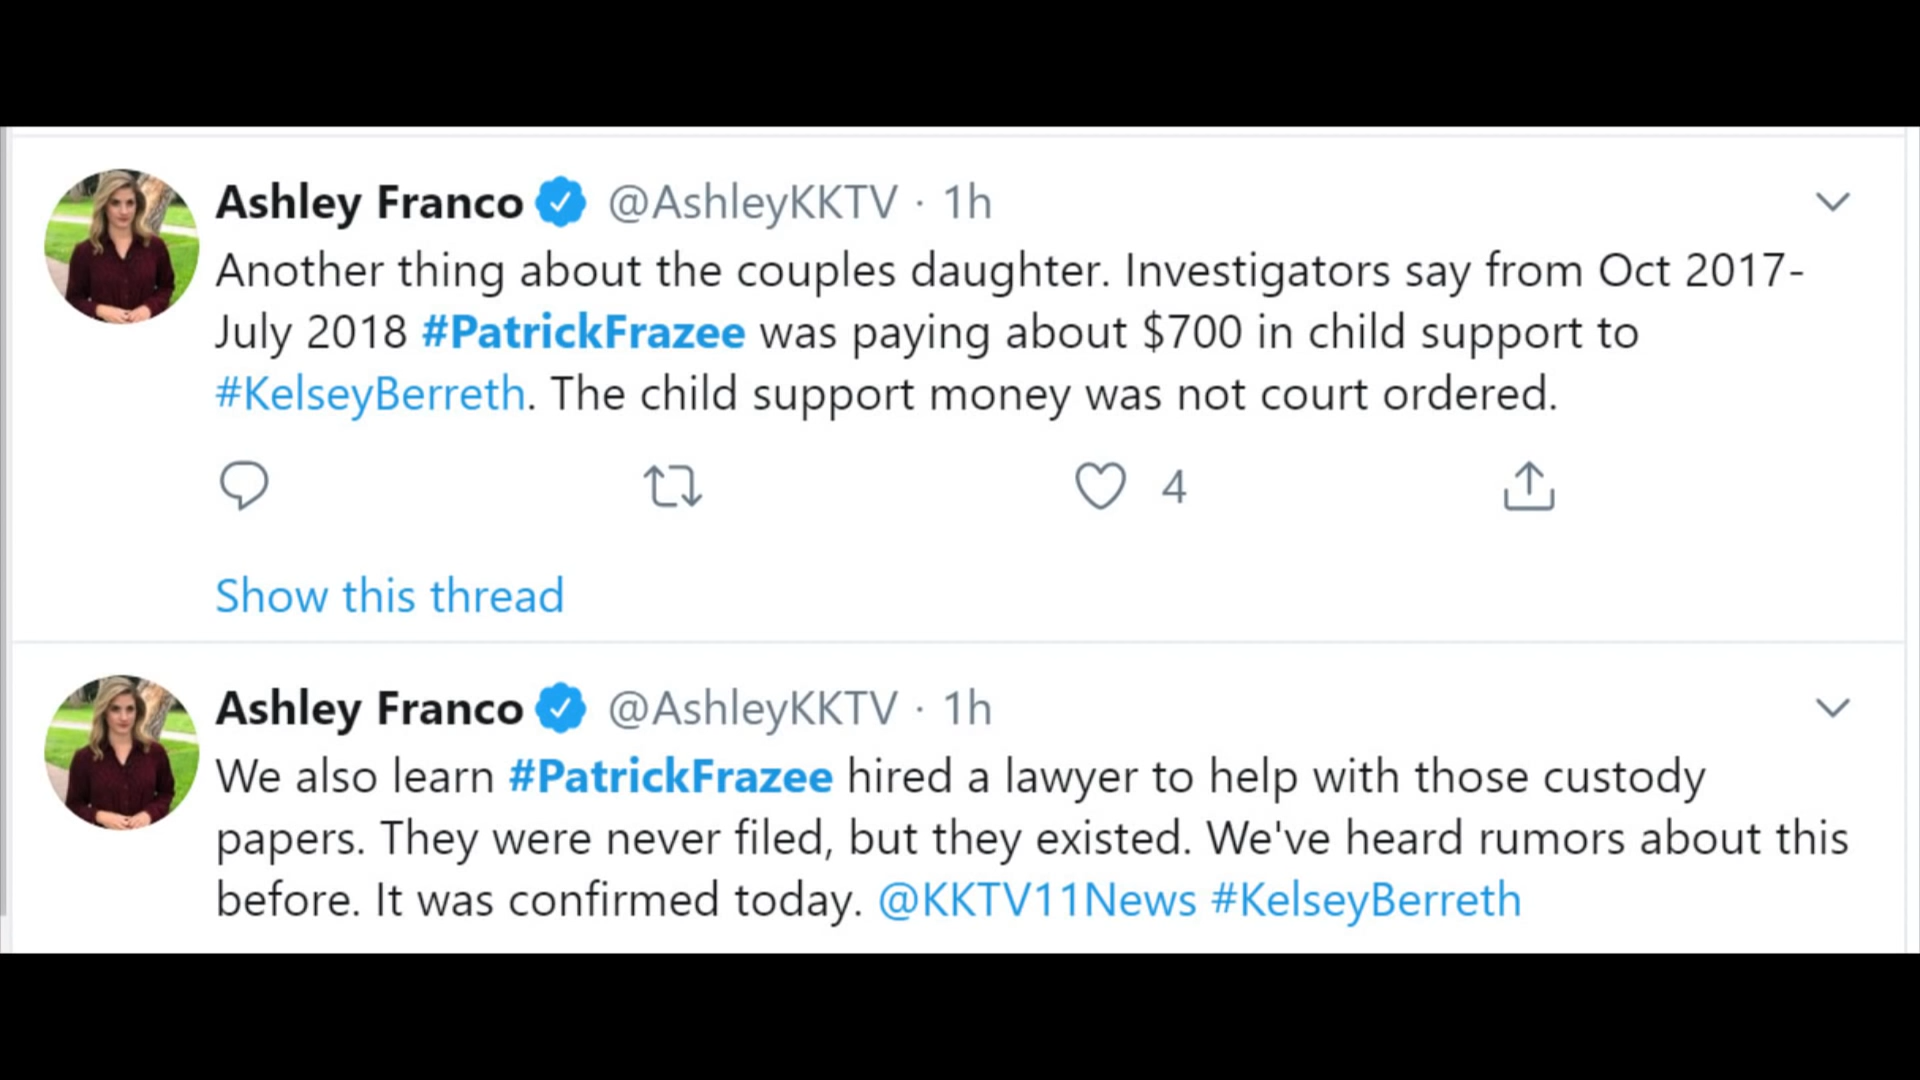 Ashley Franco @AshleyKKTV · 1h
Another thing about the couples daughter. Investigators say from Oct 2017-
July 2018 #PatrickFrazee was paying about $700 in child support to
#KelseyBerreth. The child support money was not court ordered.
4
Show this thread
Ashley Franco @AshleyKKTV · 1h
We also learn #PatrickFrazee hired a lawyer to help with those custody
papers. They were never filed, but they existed. We've heard rumors about this
before. It was confirmed today. @KKTV11News #KelseyBerreth